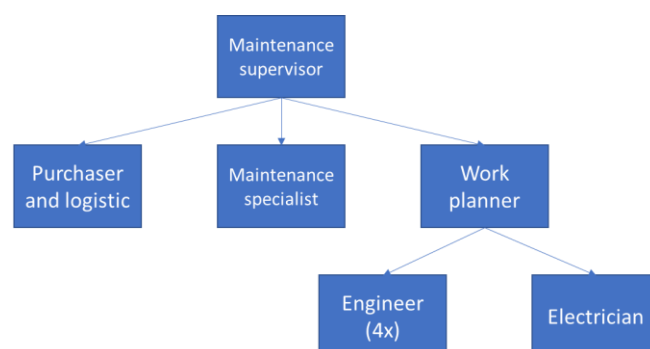 Maintenance
supervisor
Purchaser
and logistic
Maintenance
specialist
Work
planner
Engineer
(4x)
Electrician